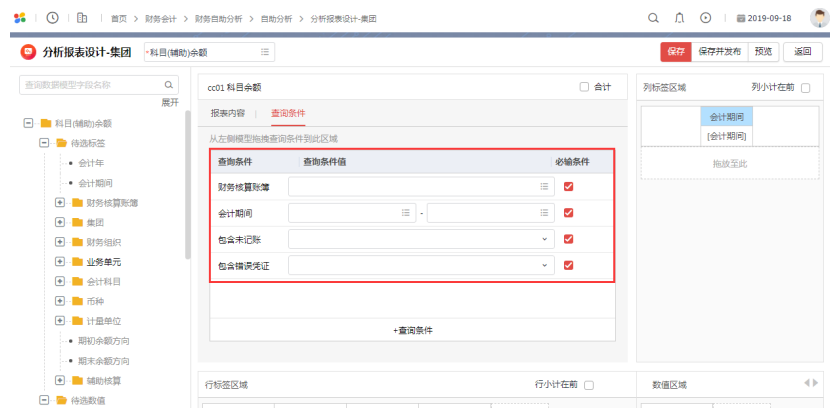 首页 > 财务会计 > 财务自助分析 > 自助分析 > 分析报表设计-集团
2019-09-18
分析报表设计-集团
*科目(辅助)余额
保存 保存并发布 预览 返回
查询数据模型字段名称
展开
科目(辅助)余额
待选标签
会计年
会计期间
财务核算账簿
集团
财务组织
业务单元
会计科目
币种
计量单位
期初余额方向
期末余额方向
辅助核算
待选数值
cc01 科目余额
合计
报表内容 查询条件
从左侧模型拖拽查询条件到此区域
查询条件 查询条件值 必输条件
财务核算账簿
会计期间 -
包含未记账
包含错误凭证
+查询条件
列标签区域 列小计在前
会计期间
[会计期间]
拖放至此
行标签区域 行小计在前
数值区域